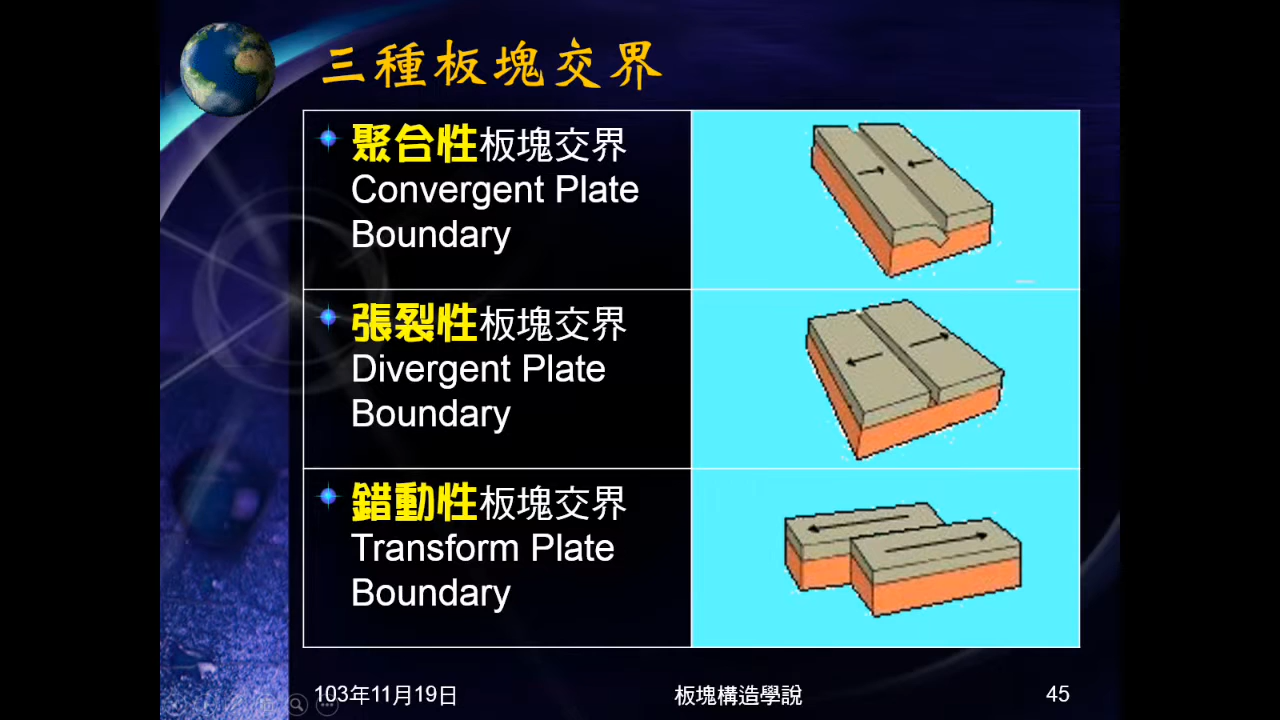 三種板塊交界
聚合性板塊交界
Convergent Plate
Boundary
張裂性板塊交界
Divergent Plate
Boundary
錯動性板塊交界
Transform Plate
Boundary
103年11月19日
板塊構造學說
45